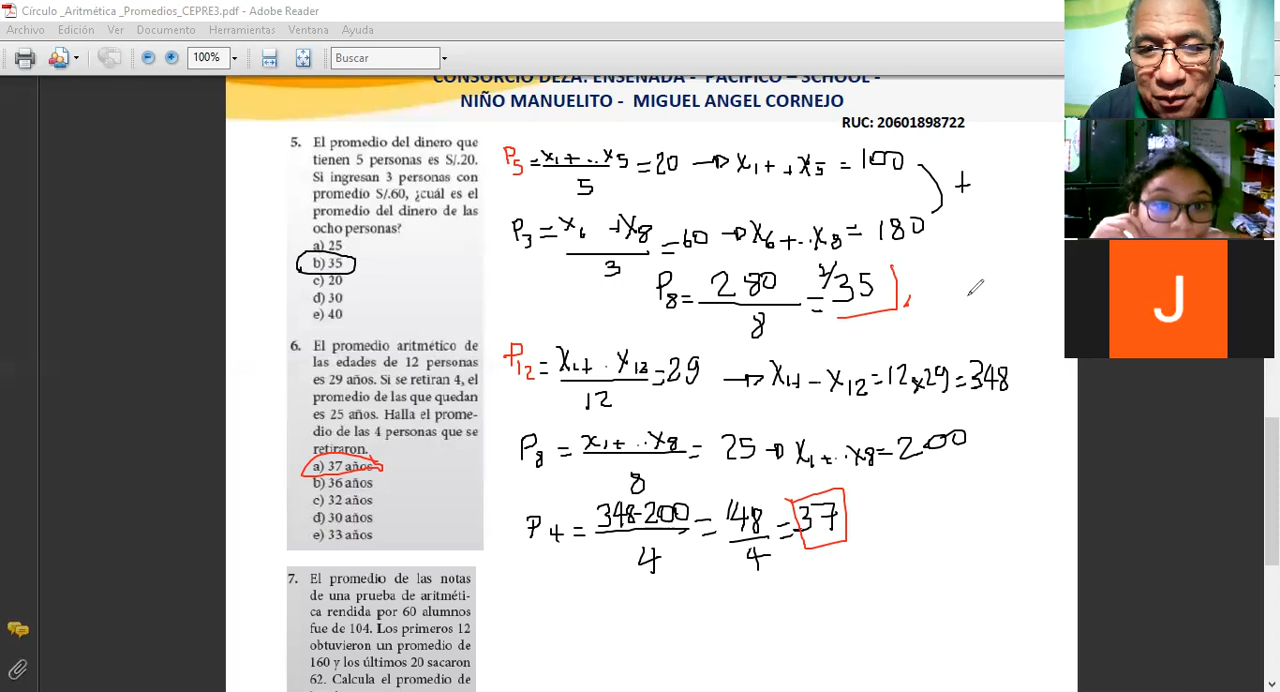 Círculo _Aritmética _Promedios_CEPRE3.pdf - Adobe Reader
Archivo Edición Ver Documento Herramientas Ventana Ayuda
100% Buscar
CONSORCIO DEZA: ENSENADA - PACIFICO – SCHOOL -
NIÑO MANUELITO - MIGUEL ANGEL CORNEJO
RUC: 20601898722
5. El promedio del dinero que
tienen 5 personas es S/.20.
Si ingresan 3 personas con
promedio S/.60, ¿cuál es el
promedio del dinero de las
ocho personas?
a) 25
b) 35
c) 20
d) 30
e) 40
P5 = x1+ ..x5 / 5 = 20 → x1 + + x5 = 100
+
P3 = x6 +x8 / 3 = 60 → x6 +..x8 = 180
P8 = 280 / 8 = S/35
6. El promedio aritmético de
las edades de 12 personas
es 29 años. Si se retiran 4, el
promedio de las que quedan
es 25 años. Halla el prome-
dio de las 4 personas que se
retiraron.
a) 37 años
b) 36 años
c) 32 años
d) 30 años
e) 33 años
P12 = x1+ . x12 / 12 = 29 → x1+ - x12 = 12x29 = 348
P8 = x1+ ..x8 / 8 = 25 → x1+ ..x8 = 200
P4 = 348-200 / 4 = 148 / 4 = 37
7. El promedio de las notas
de una prueba de aritméti-
ca rendida por 60 alumnos
fue de 104. Los primeros 12
obtuvieron un promedio de
160 y los últimos 20 sacaron
62. Calcula el promedio de
J